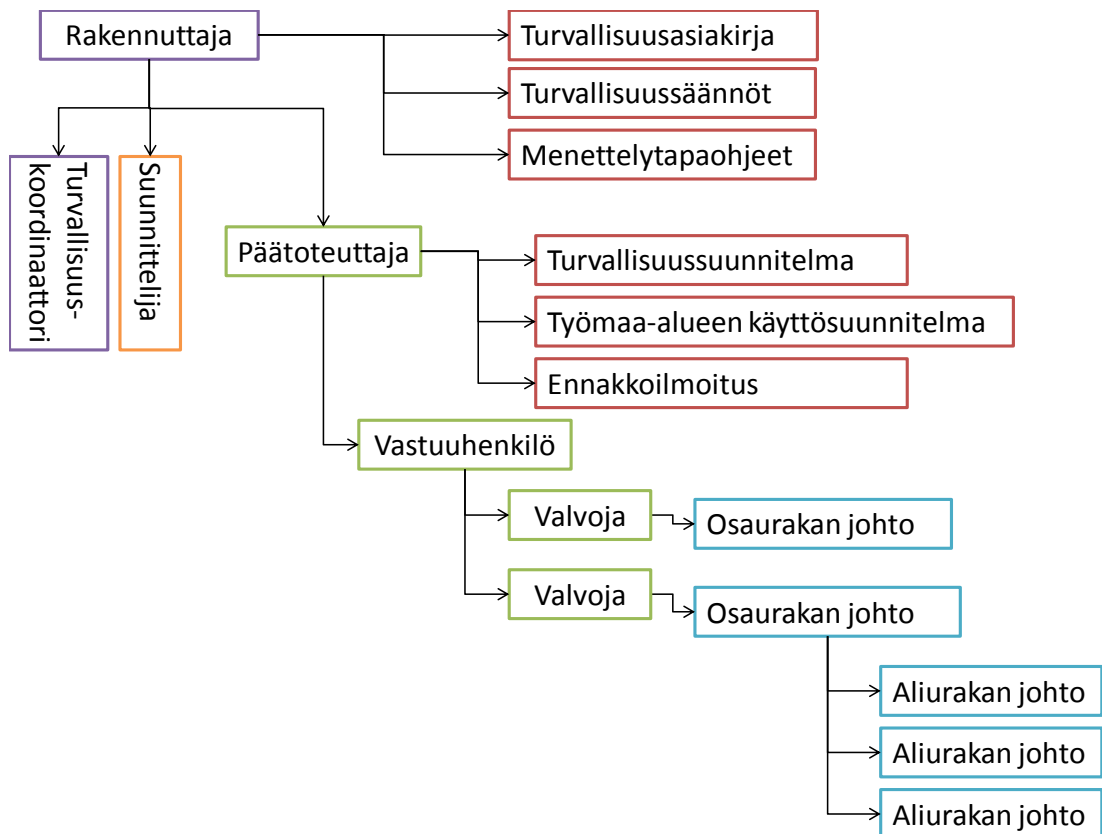 Rakennuttaja
Turvallisuusasiakirja
Turvallisuussäännöt
Menettelytapaohjeet
Turvallisuus-
koordinaattori
Suunnittelija
Päätoteuttaja
Turvallisuussuunnitelma
Työmaa-alueen käyttösuunnitelma
Ennakkoilmoitus
Vastuuhenkilö
Valvoja
Osaurakan johto
Valvoja
Osaurakan johto
Aliurakan johto
Aliurakan johto
Aliurakan johto